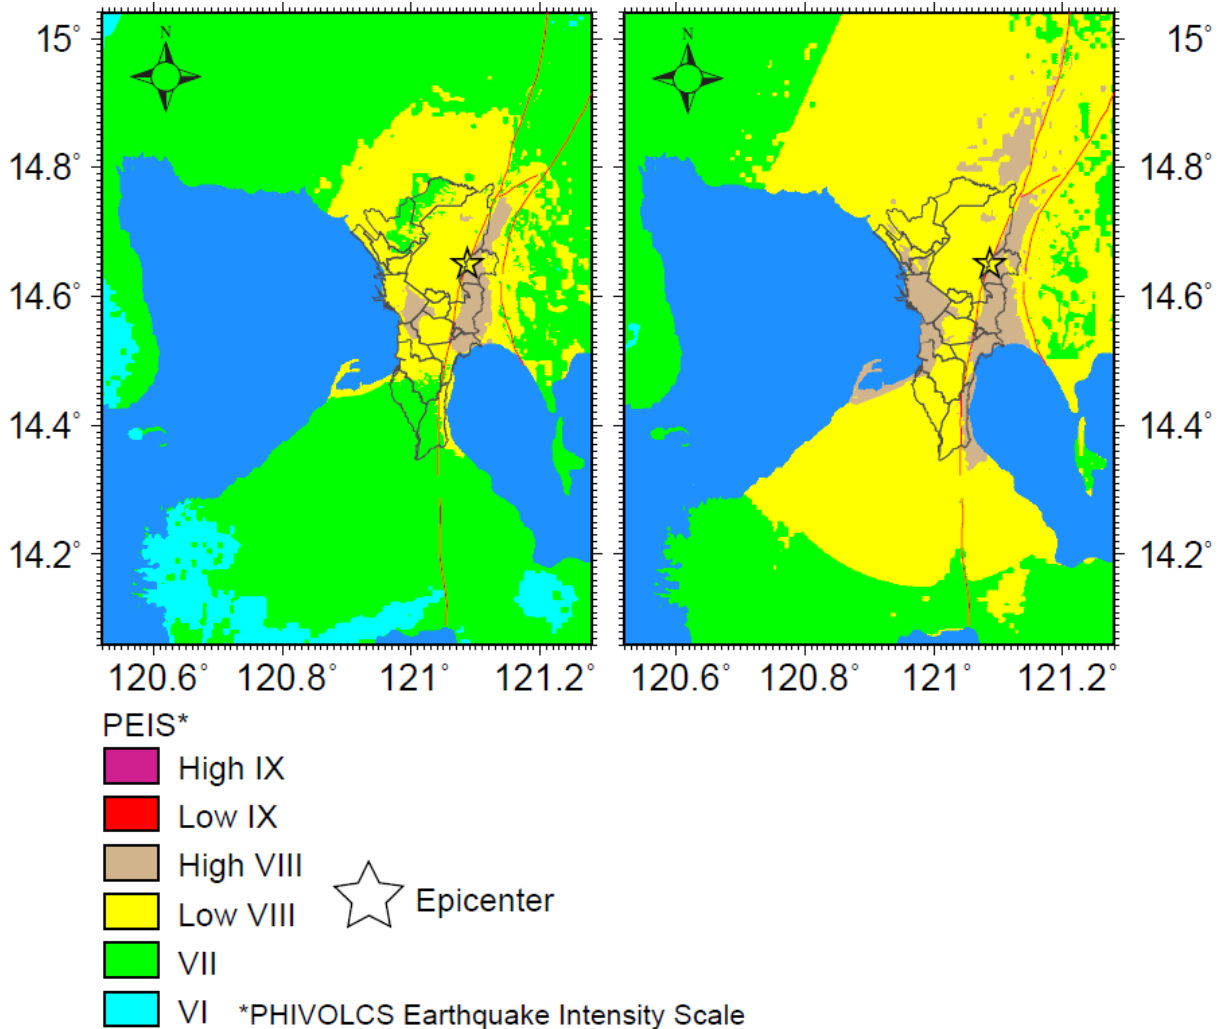 N
N
15°
15°
14.8°
14.8°
14.6°
14.6°
14.4°
14.4°
14.2°
14.2°
120.6° 120.8° 121° 121.2°
120.6° 120.8° 121° 121.2°
PEIS*
High IX
Low IX
High VIII
Low VIII
Epicenter
VII
VI
*PHIVOLCS Earthquake Intensity Scale